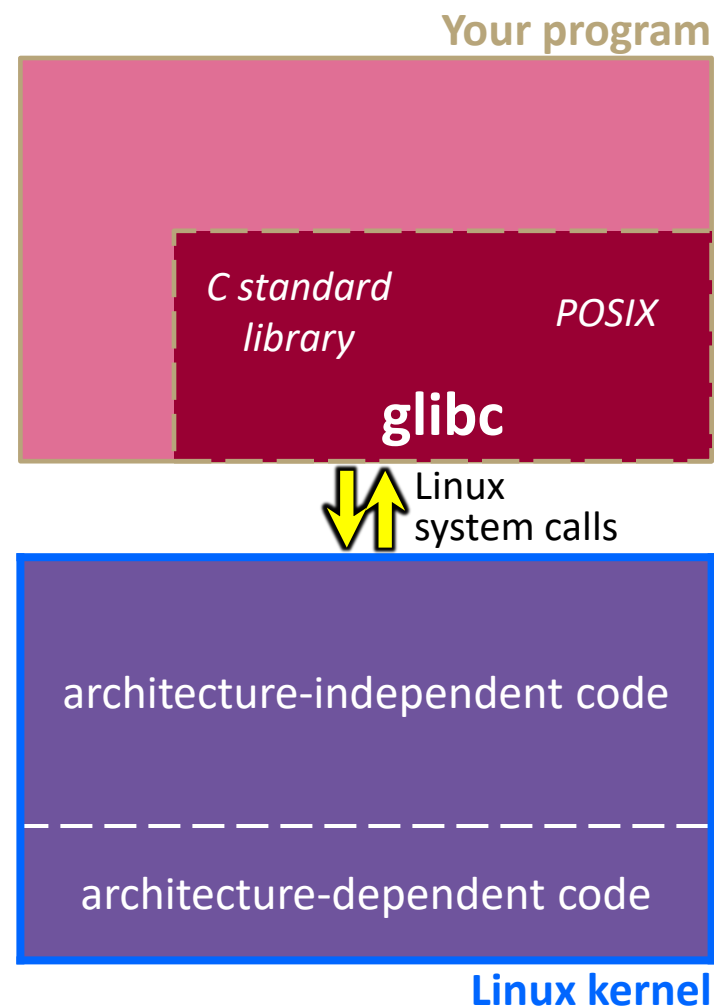 Your program
C standard
library
POSIX
glibc
Linux
system calls
architecture-independent code
architecture-dependent code
Linux kernel